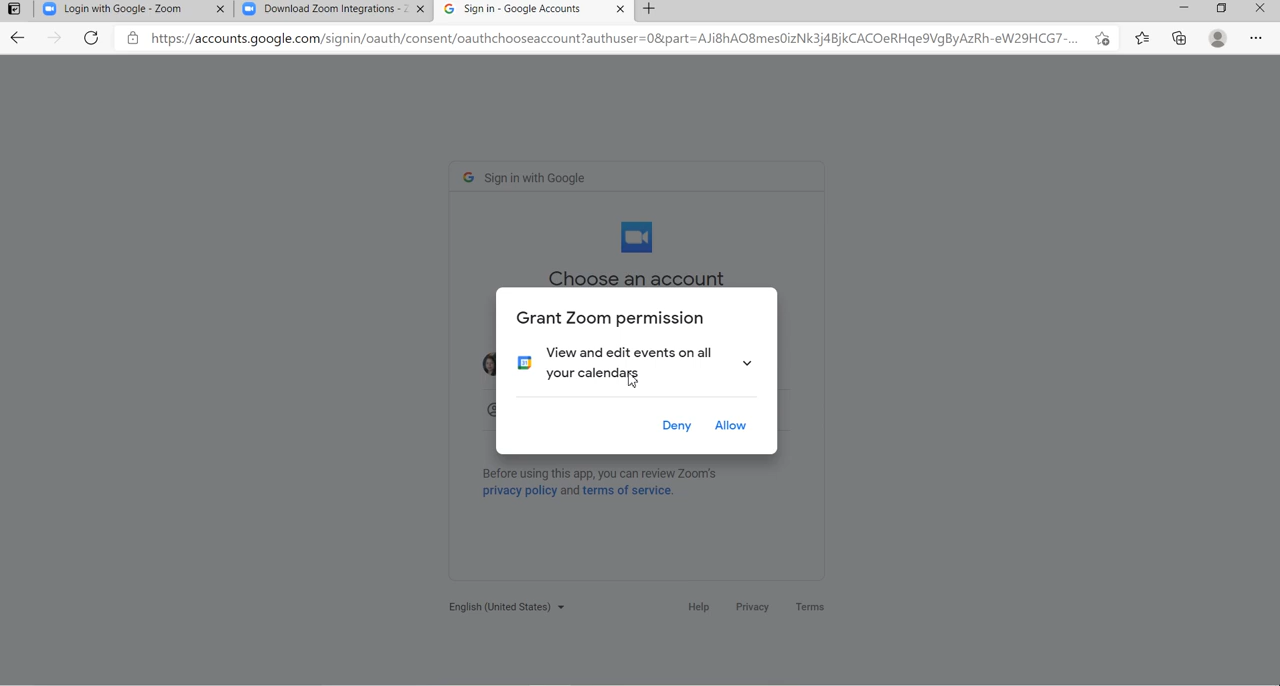 Login with Google - Zoom
Download Zoom Integrations - Z
Sign in - Google Accounts
https://accounts.google.com/signin/oauth/consent/oauthchooseaccount?authuser=0&part=AJi8hAO8mes0izNk3j4BjkCACOeRHqe9VgByAzRh-eW29HCG7-...
Sign in with Google
Choose an account
Grant Zoom permission
View and edit events on all
your calendars
Deny Allow
Before using this app, you can review Zoom's
privacy policy and terms of service.
English (United States) Help Privacy Terms